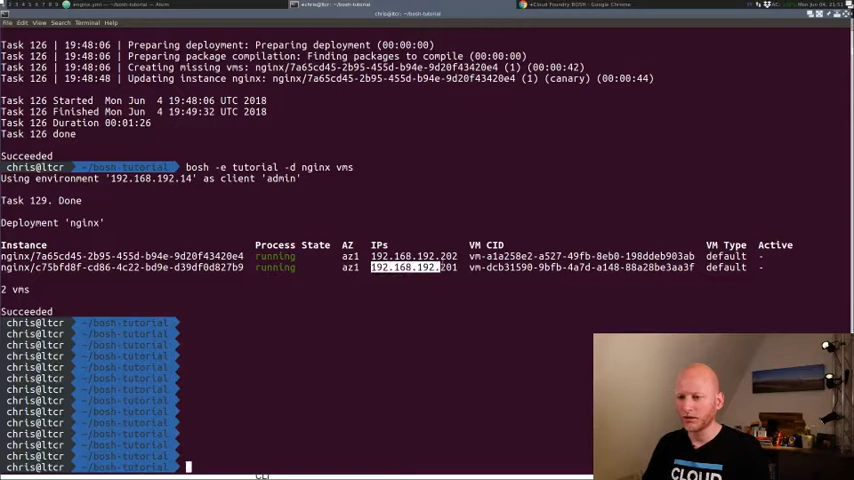 nginx.yml — ~/bosh-tutorial — Atom
chris@ltcr: ~/bosh-tutorial
Cloud Foundry BOSH - Google Chrome
Mon Jun 04, 21:51
chris@ltcr: ~/bosh-tutorial
File Edit View Search Terminal Help
Task 126 | 19:48:06 | Preparing deployment: Preparing deployment (00:00:00)
Task 126 | 19:48:06 | Preparing package compilation: Finding packages to compile (00:00:00)
Task 126 | 19:48:06 | Creating missing vms: nginx/7a65cd45-2b95-455d-b94e-9d20f43420e4 (1) (00:00:42)
Task 126 | 19:48:48 | Updating instance nginx: nginx/7a65cd45-2b95-455d-b94e-9d20f43420e4 (1) (canary) (00:00:44)
Task 126 Started  Mon Jun  4 19:48:06 UTC 2018
Task 126 Finished Mon Jun  4 19:49:32 UTC 2018
Task 126 Duration 00:01:26
Task 126 done
Succeeded
chris@ltcr ~/bosh-tutorial bosh -e tutorial -d nginx vms
Using environment '192.168.192.14' as client 'admin'
Task 129. Done
Deployment 'nginx'
Instance Process State AZ IPs VM CID VM Type Active
nginx/7a65cd45-2b95-455d-b94e-9d20f43420e4 running az1 192.168.192.202 vm-a1a258e2-a527-49fb-8eb0-198ddeb903ab default -
nginx/c75bfd8f-cd86-4c22-bd9e-d39df0d827b9 running az1 192.168.192.201 vm-dcb31590-9bfb-4a7d-a148-88a28be3aa3f default -
2 vms
Succeeded
chris@ltcr ~/bosh-tutorial
chris@ltcr ~/bosh-tutorial
chris@ltcr ~/bosh-tutorial
chris@ltcr ~/bosh-tutorial
chris@ltcr ~/bosh-tutorial
chris@ltcr ~/bosh-tutorial
chris@ltcr ~/bosh-tutorial
chris@ltcr ~/bosh-tutorial
chris@ltcr ~/bosh-tutorial
chris@ltcr ~/bosh-tutorial
chris@ltcr ~/bosh-tutorial
chris@ltcr ~/bosh-tutorial
chris@ltcr ~/bosh-tutorial
chris@ltcr ~/bosh-tutorial
CLOUD